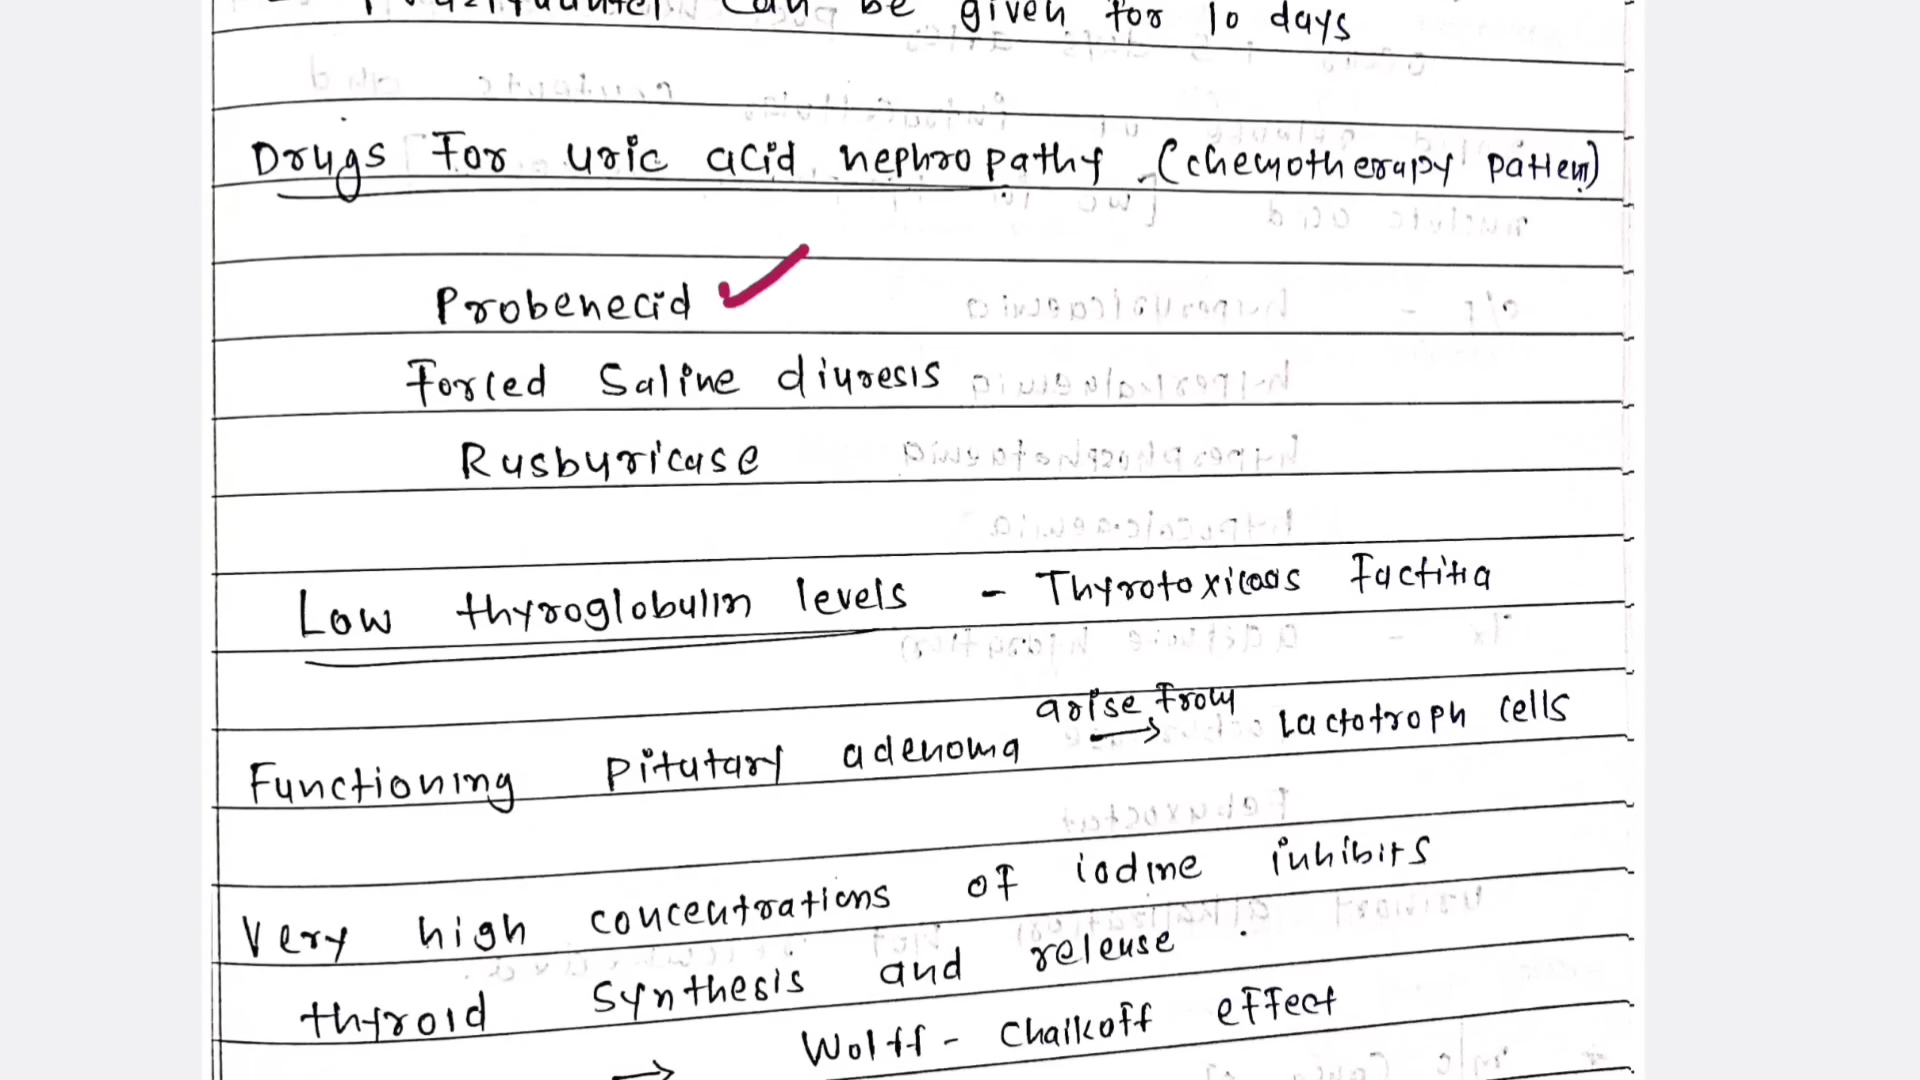 can be given for 10 days
Drugs For uric acid nephropathy (chemotherapy patient)
Probenecid
Forced Saline diuresis
Rusburicase
Low thyroglobulin levels - Thyrotoxicosis Factitia
arise from
Functioning pitutary adenoma → Lactotroph cells
Very high concentrations of iodine inhibits
thyroid synthesis and release
→ Wolff - Chaikoff effect